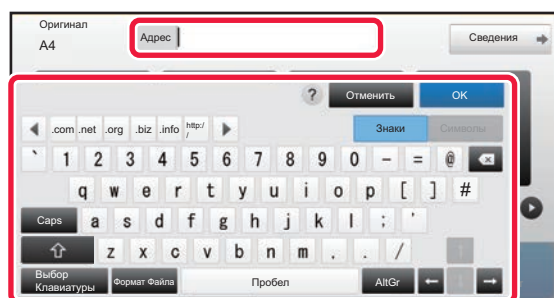 Оригинал
A4
Адрес
Сведения
? Отменить OK
.com .net .org .biz .info http://
Знаки Символы
` 1 2 3 4 5 6 7 8 9 0 - = @
q w e r t y u i o p [ ] #
Caps a s d f g h j k l ; '
z x c v b n m . . /
Выбор Клавиатуры Формат Файла Пробел AltGr